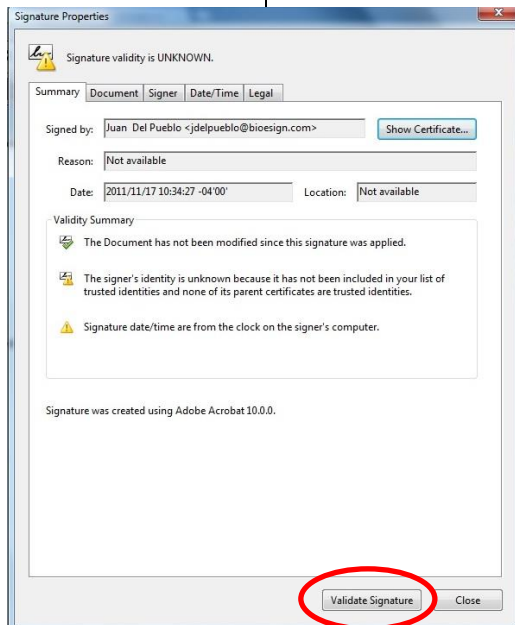 Signature Properties
Signature validity is UNKNOWN.
Summary Document Signer Date/Time Legal
Signed by: Juan Del Pueblo <jdelpueblo@bioesign.com> Show Certificate...
Reason: Not available
Date: 2011/11/17 10:34:27 -04'00' Location: Not available
Validity Summary
The Document has not been modified since this signature was applied.
The signer's identity is unknown because it has not been included in your list of
trusted identities and none of its parent certificates are trusted identities.
Signature date/time are from the clock on the signer's computer.
Signature was created using Adobe Acrobat 10.0.0.
Validate Signature Close